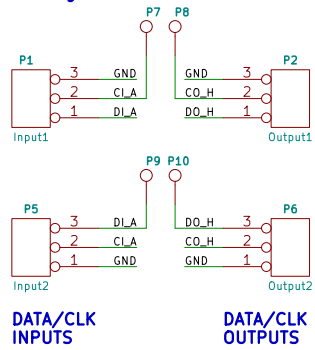 P7 P8
P1 P2
3 GND GND 3
2 CI_A CO_H 2
1 DI_A DO_H 1
Input1 Output1
P9 P10
P5 P6
3 DI_A DO_H 3
2 CI_A CO_H 2
1 GND GND 1
Input2 Output2
DATA/CLK DATA/CLK
INPUTS OUTPUTS